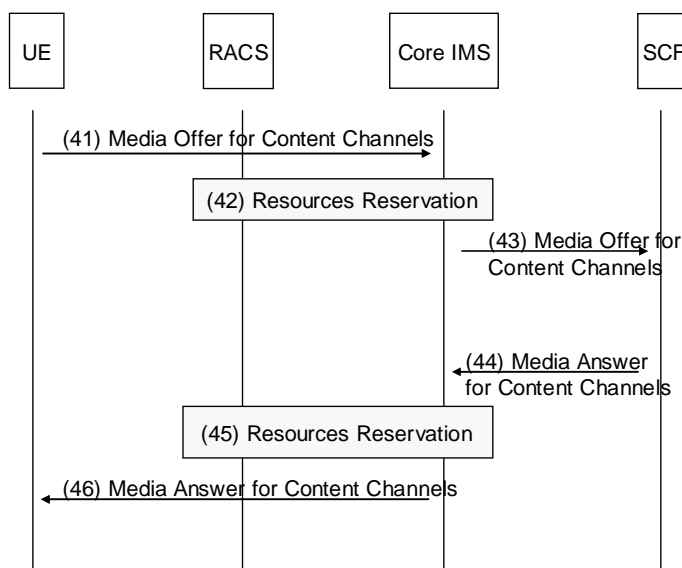 UE
RACS
Core IMS
SCF
(41) Media Offer for Content Channels
(42) Resources Reservation
(43) Media Offer for
Content Channels
(44) Media Answer
for Content Channels
(45) Resources Reservation
(46) Media Answer for Content Channels